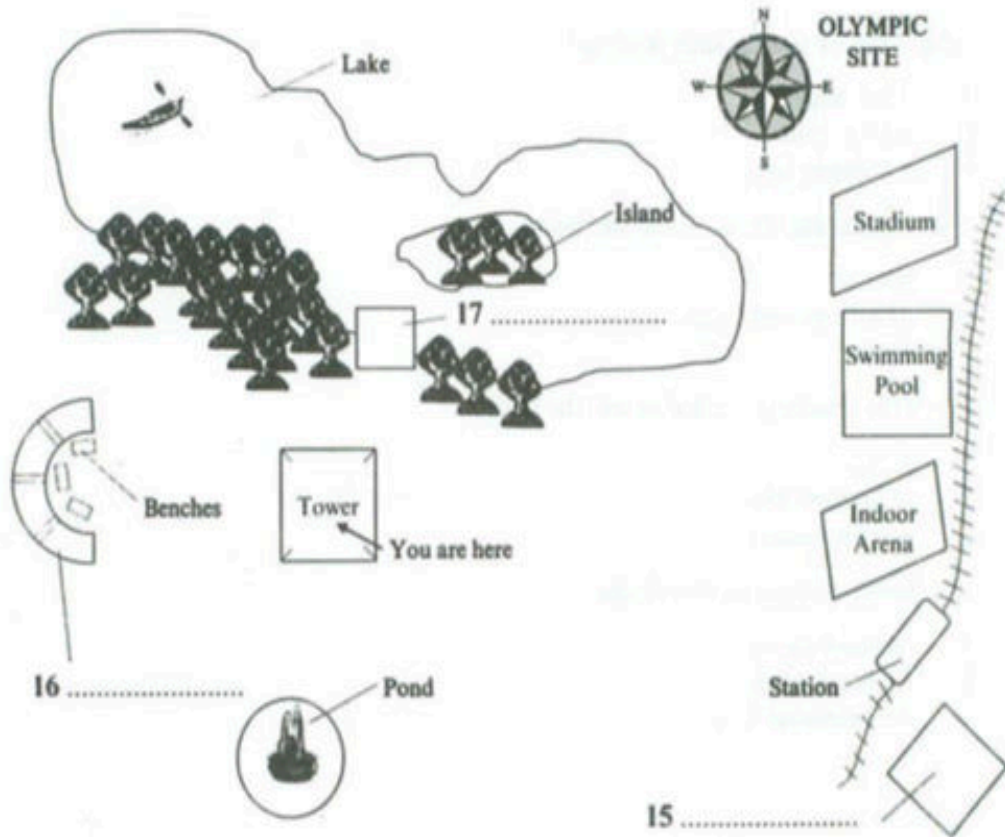 N
OLYMPIC
SITE
W
E
S
Lake
Island
Stadium
17 ........................
Swimming
Pool
Benches
Tower
You are here
Indoor
Arena
16 ........................
Pond
Station
15 ........................